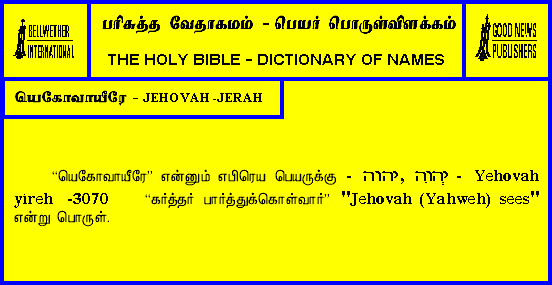 BELLWETHER
INTERNATIONAL
பரிசுத்த வேதாகமம் - பெயர் பொருள்விளக்கம்
THE HOLY BIBLE - DICTIONARY OF NAMES
GOOD NEWS
PUBLISHERS
யெகோவாயீரே - JEHOVAH -JERAH
“யெகோவாயீரே” என்னும் எபிரெய பெயருக்கு - יהוה, יְהוִֹה - Yehovah
yireh -3070 “கர்த்தர் பார்த்துக்கொள்வார்” "Jehovah (Yahweh) sees"
என்று பொருள்.